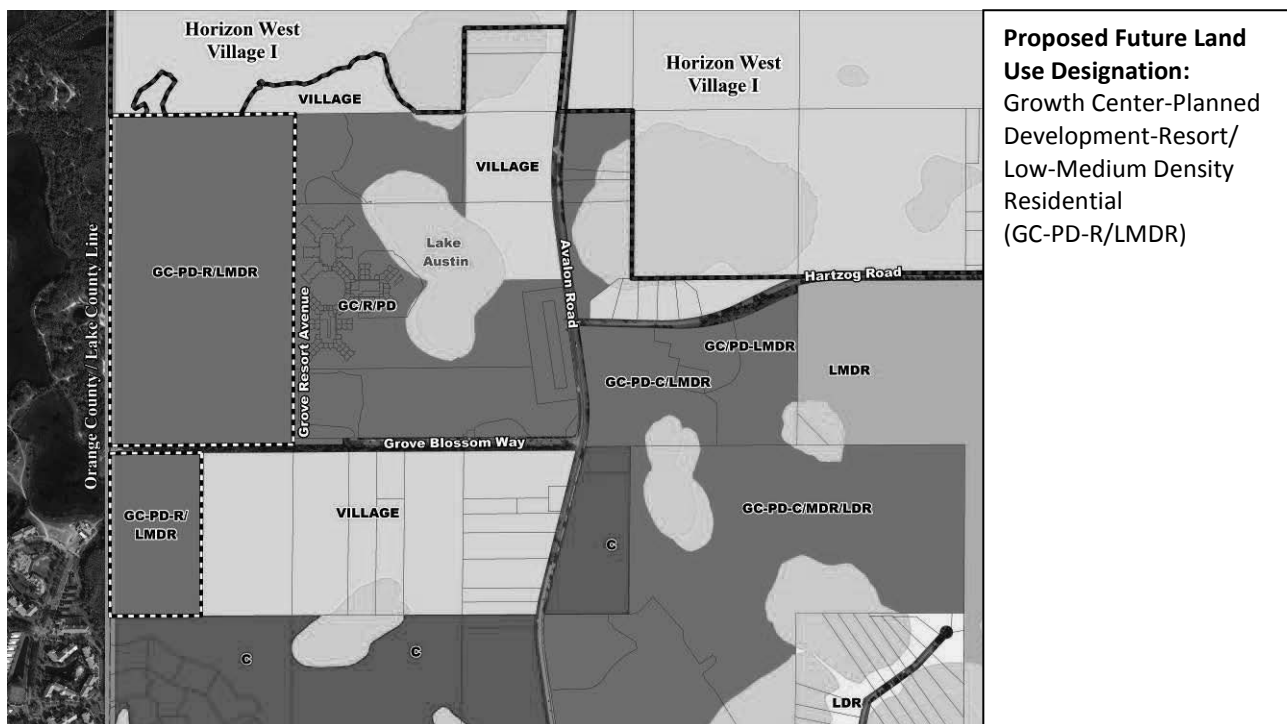 Horizon West
Village I
Horizon West
Village I
VILLAGE
VILLAGE
GC-PD-R/LMDR
Lake
Austin
GC/R/PD
Orange County / Lake County Line
Grove Resort Avenue
Avalon Road
Hartzog Road
GC/PD-LMDR
GC-PD-C/LMDR
LMDR
Grove Blossom Way
GC-PD-R/
LMDR
VILLAGE
C
GC-PD-C/MDR/LDR
C
C
LDR
Proposed Future Land
Use Designation:
Growth Center-Planned
Development-Resort/
Low-Medium Density
Residential
(GC-PD-R/LMDR)